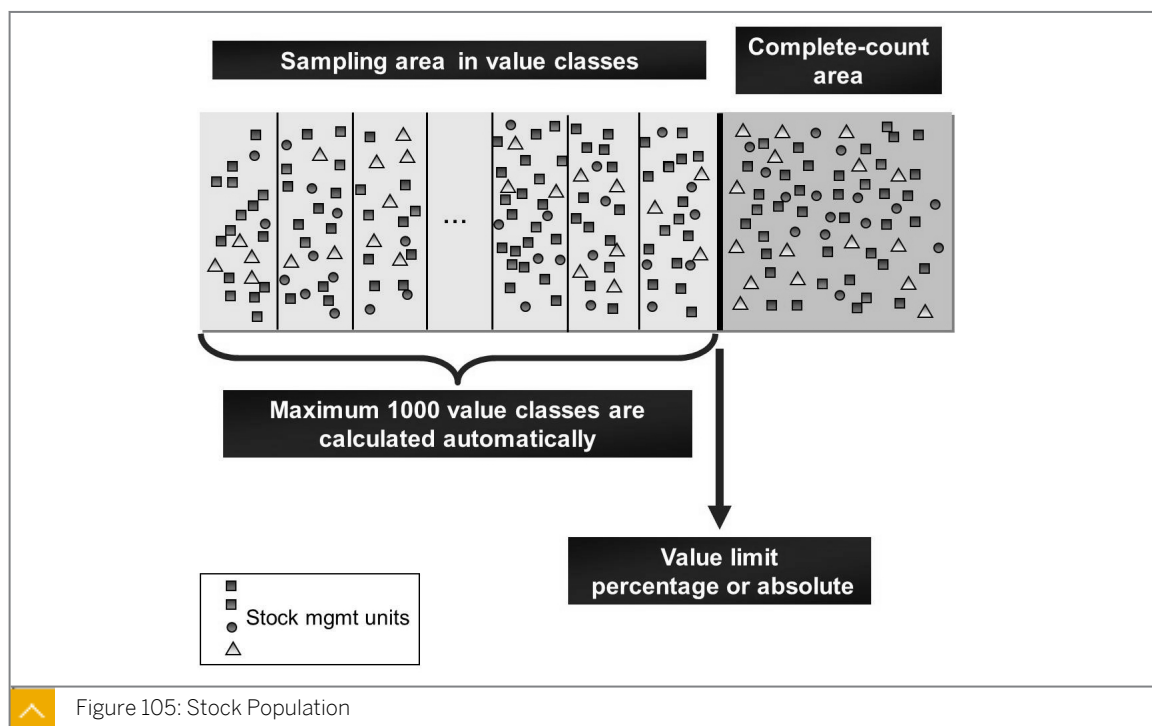 Sampling area in value classes
Complete-count
area
...
Maximum 1000 value classes are
calculated automatically
Value limit
percentage or absolute
Stock mgmt units
Figure 105: Stock Population